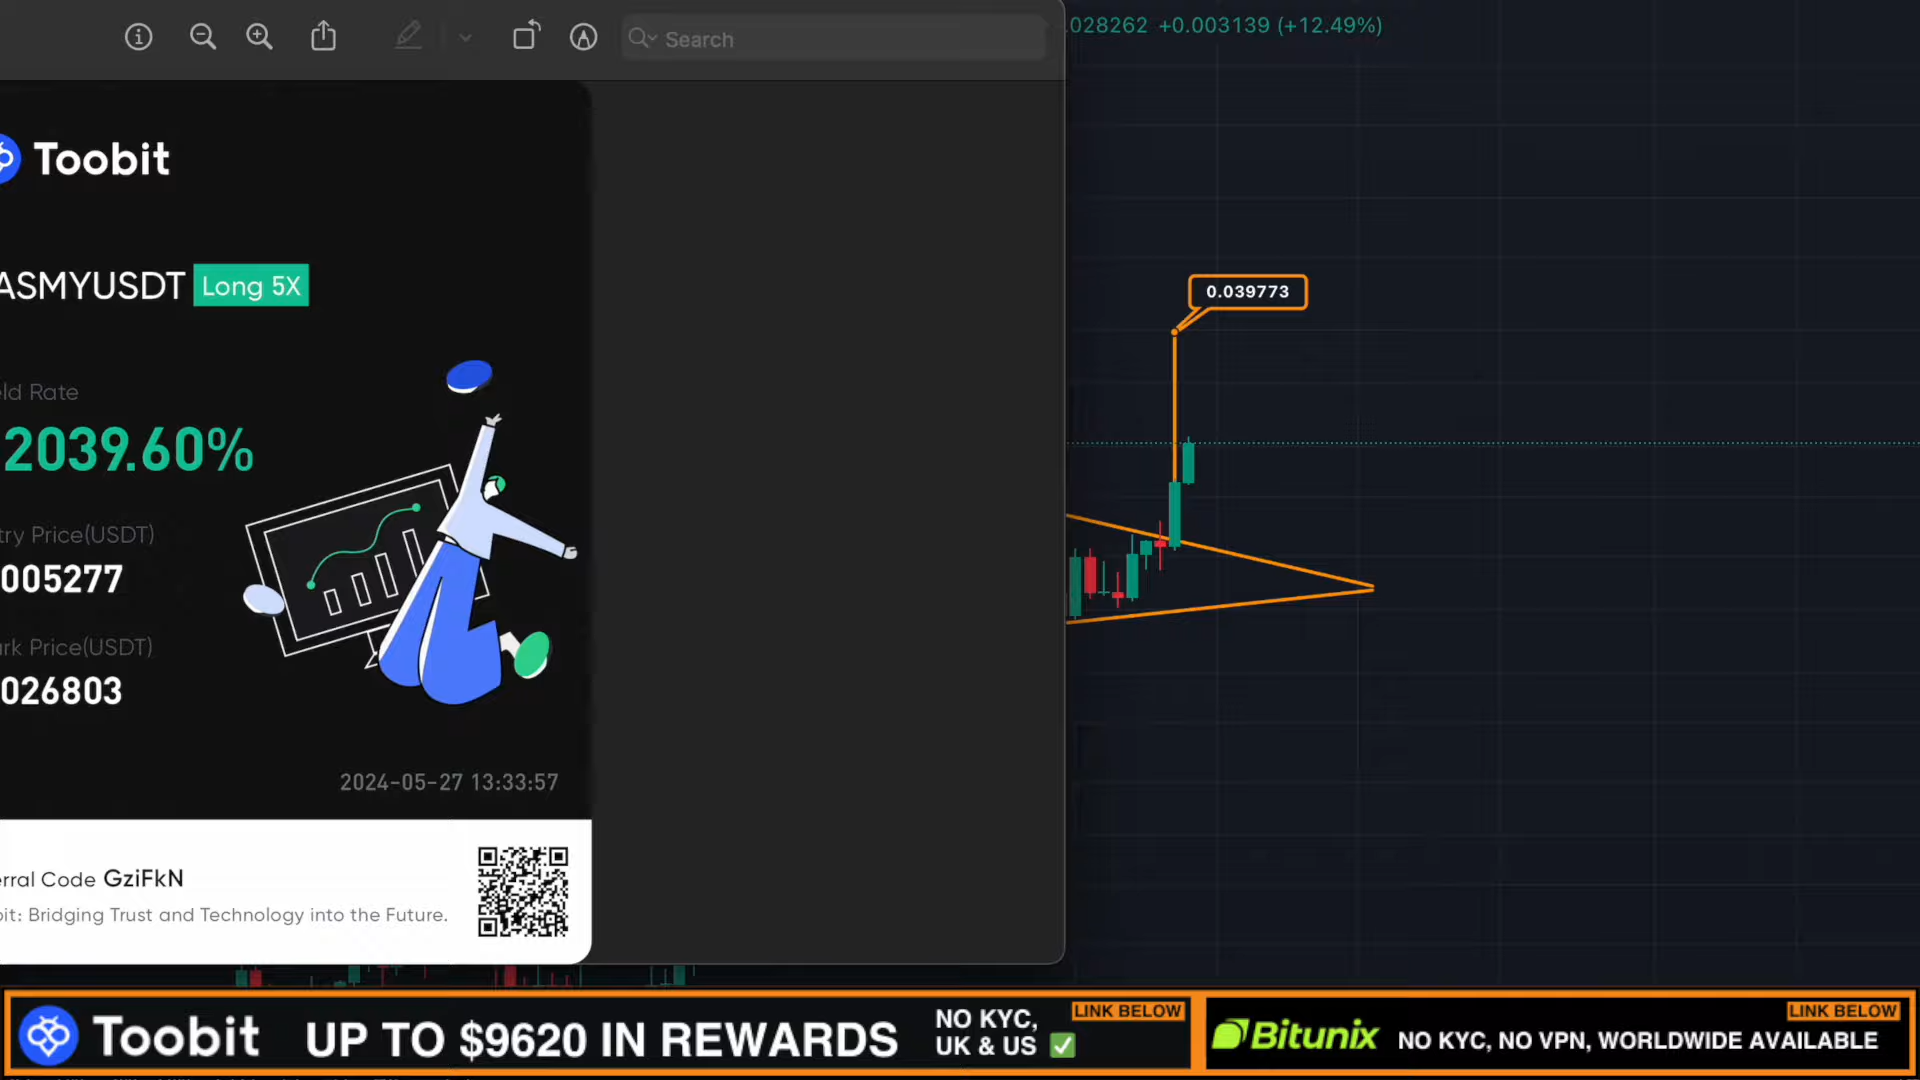 Search
028262 +0.003139 (+12.49%)
Toobit
ASMYUSDT Long 5X
0.039773
ld Rate
2039.60%
try Price(USDT)
005277
rk Price(USDT)
026803
2024-05-27 13:33:57
erral Code GziFkN
bit: Bridging Trust and Technology into the Future.
Toobit UP TO $9620 IN REWARDS
NO KYC,
UK & US
LINK BELOW
LINK BELOW
Bitunix NO KYC, NO VPN, WORLDWIDE AVAILABLE